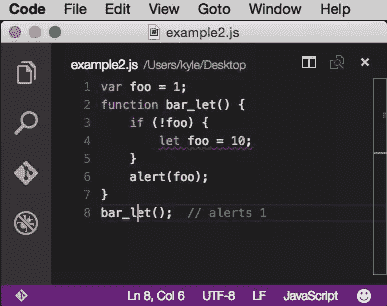 Code File Edit View Goto Window Help
example2.js
example2.js /Users/kyle/Desktop
1 var foo = 1;
2 function bar_let() {
3     if (!foo) {
4         let foo = 10;
5     }
6     alert(foo);
7 }
8 bar_let();  // alerts 1
Ln 8, Col 6 UTF-8 LF JavaScript